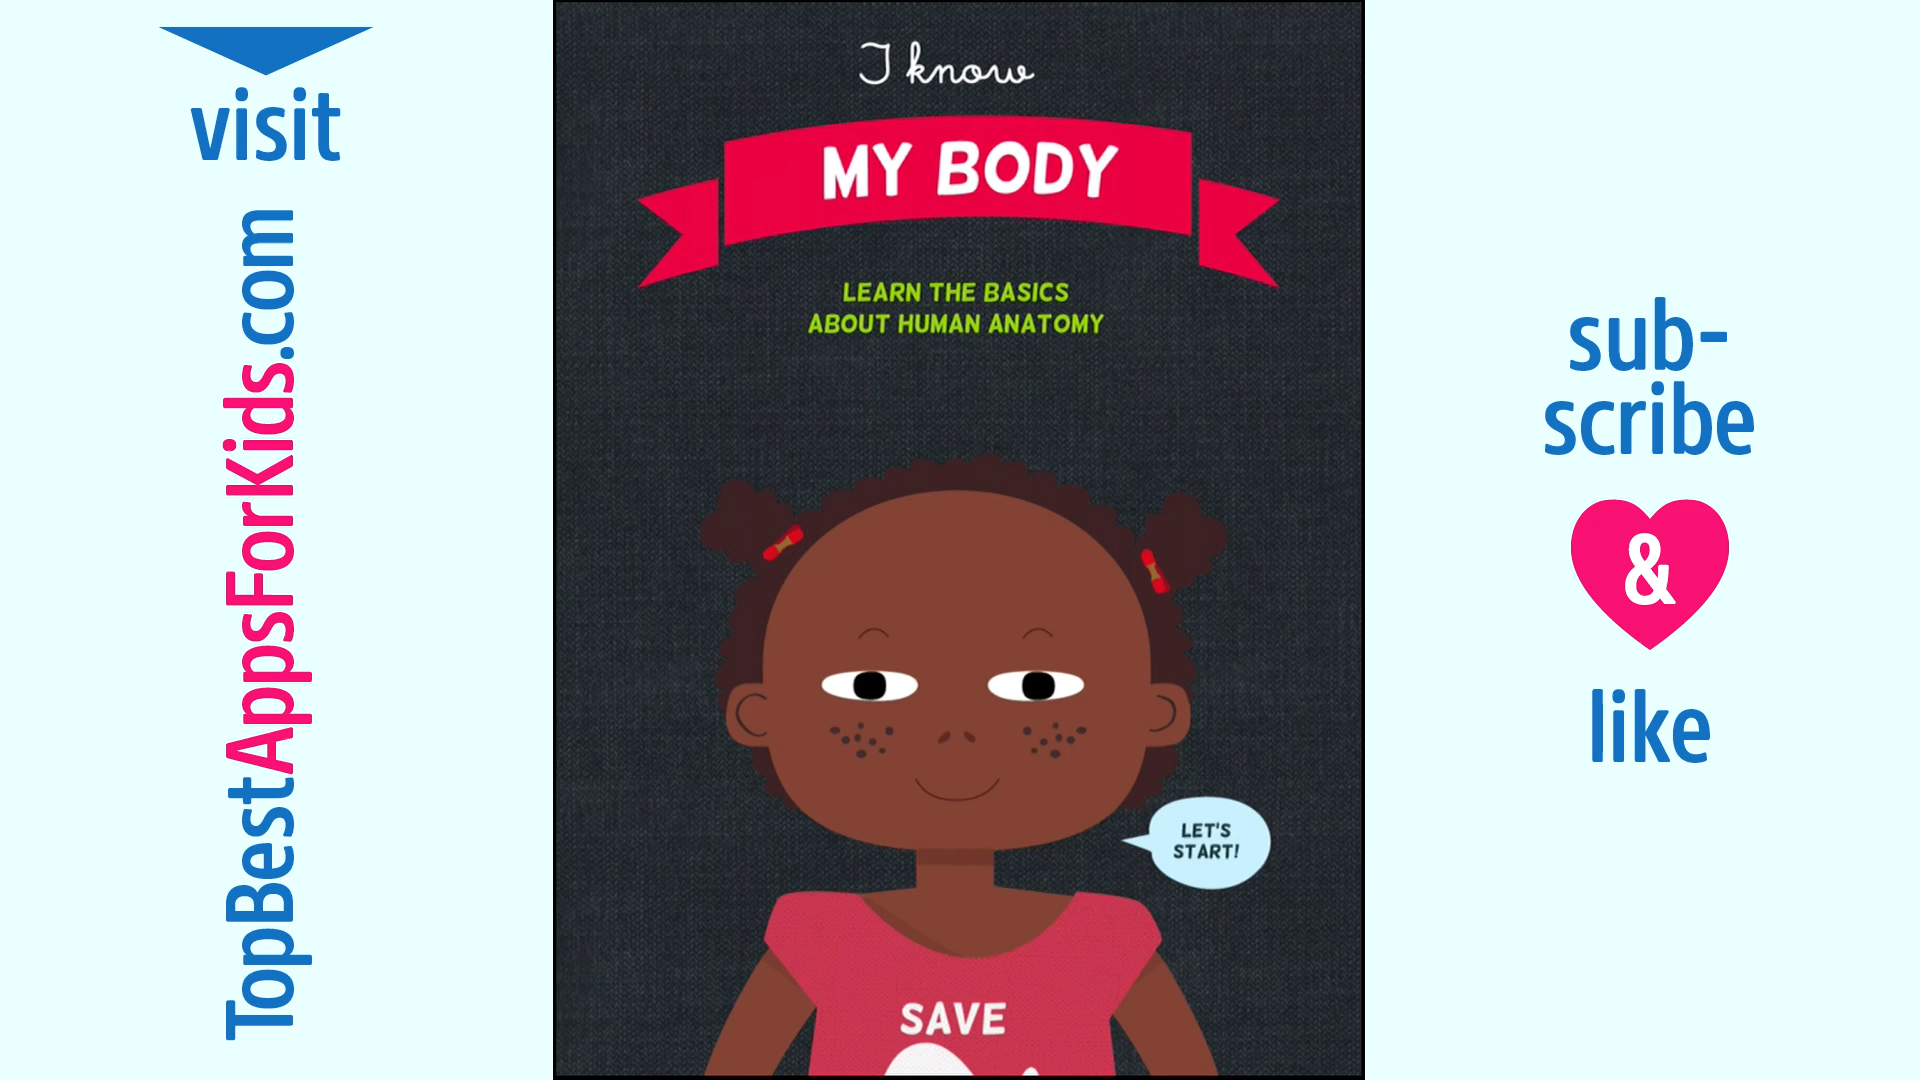 visit
TopBestAppsForKids.com
I know
MY BODY
LEARN THE BASICS
ABOUT HUMAN ANATOMY
LET'S
START!
SAVE
sub-
scribe
&
like